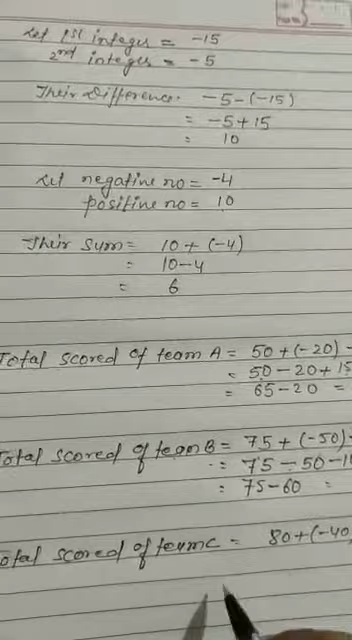 Let 1st integer = -15
2nd integer = -5
Their Difference. -5-(-15)
= -5+15
= 10
Let negative no = -4
positive no = 10
Their Sum = 10 + (-4)
= 10-4
= 6
Total scored of team A = 50 + (-20)
= 50 - 20 + 15
= 65-20 =
Total scored of team B = 75 + (-50)
= 75 - 50 - 1
= 75-60 =
otal scored of team C = 80+(-40